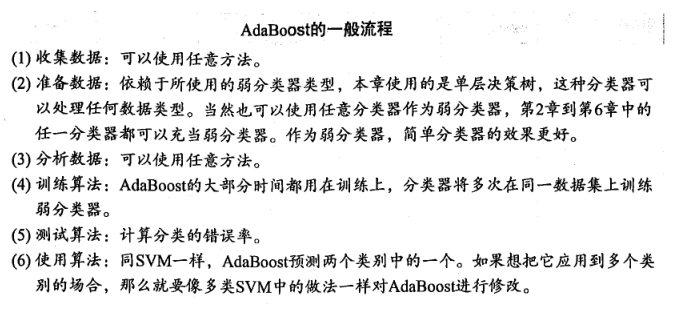 AdaBoost的一般流程
(1) 收集数据：可以使用任意方法。
(2) 准备数据：依赖于所使用的弱分类器类型，本章使用的是单层决策树，这种分类器可
以处理任何数据类型。当然也可以使用任意分类器作为弱分类器，第2章到第6章中的
任一分类器都可以充当弱分类器。作为弱分类器，简单分类器的效果更好。
(3) 分析数据：可以使用任意方法。
(4) 训练算法：AdaBoost的大部分时间都用在训练上，分类器将多次在同一数据集上训练
弱分类器。
(5) 测试算法：计算分类的错误率。
(6) 使用算法：同SVM一样，AdaBoost预测两个类别中的一个。如果想把它应用到多个类
别的场合，那么就要像多类SVM中的做法一样对AdaBoost进行修改。